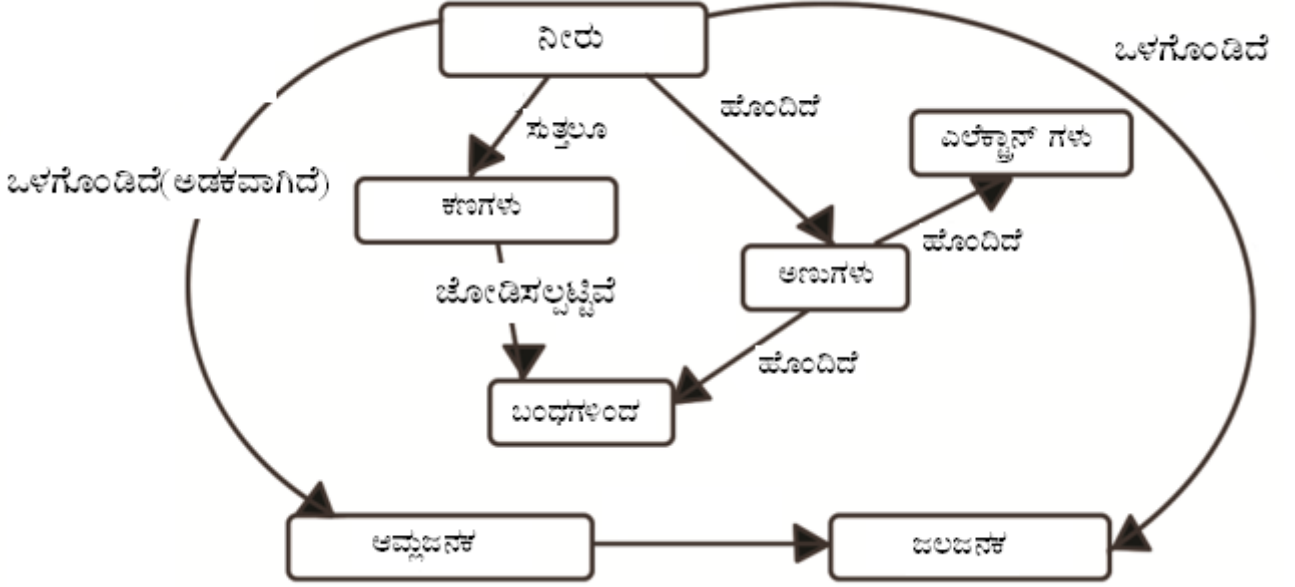 ನೀರು
ಒಳಗೊಂಡಿದೆ
ಸುತ್ತಲೂ
ಹೊಂದಿದೆ
ಎಲೆಕ್ಟ್ರಾನ್ ಗಳು
ಒಳಗೊಂಡಿದೆ(ಅಡಕವಾಗಿದೆ)
ಕಣಗಳು
ಹೊಂದಿದೆ
ಅಣುಗಳು
ಜೋಡಿಸಲ್ಪಟ್ಟಿವೆ
ಹೊಂದಿದೆ
ಬಂಧಗಳಿಂದ
ಆಮ್ಲಜನಕ
ಜಲಜನಕ